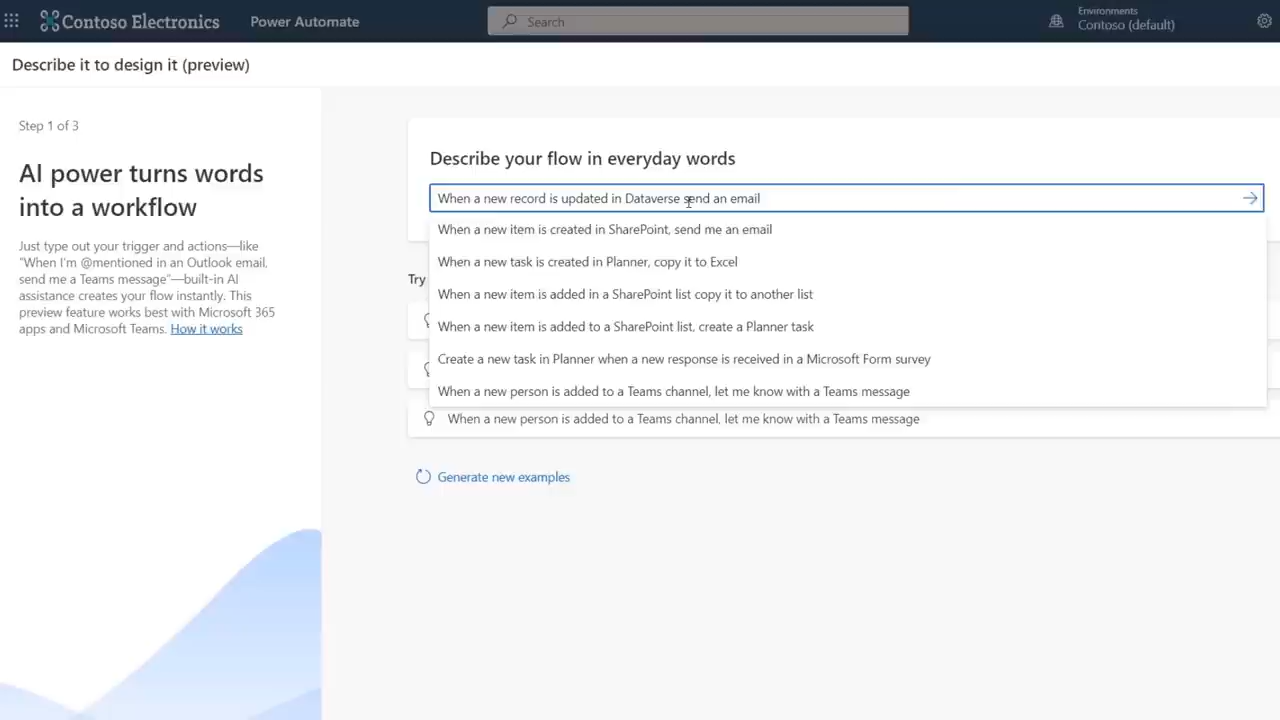 Contoso Electronics
Power Automate
Search
Environments
Contoso (default)
Describe it to design it (preview)
Step 1 of 3
AI power turns words
into a workflow
Just type out your trigger and actions—like
"When I'm @mentioned in an Outlook email,
send me a Teams message"—built-in AI
assistance creates your flow instantly. This
preview feature works best with Microsoft 365
apps and Microsoft Teams. How it works
Describe your flow in everyday words
When a new record is updated in Dataverse send an email
When a new item is created in SharePoint, send me an email
When a new task is created in Planner, copy it to Excel
Try
When a new item is added in a SharePoint list copy it to another list
When a new item is added to a SharePoint list, create a Planner task
Create a new task in Planner when a new response is received in a Microsoft Form survey
When a new person is added to a Teams channel, let me know with a Teams message
When a new person is added to a Teams channel, let me know with a Teams message
Generate new examples